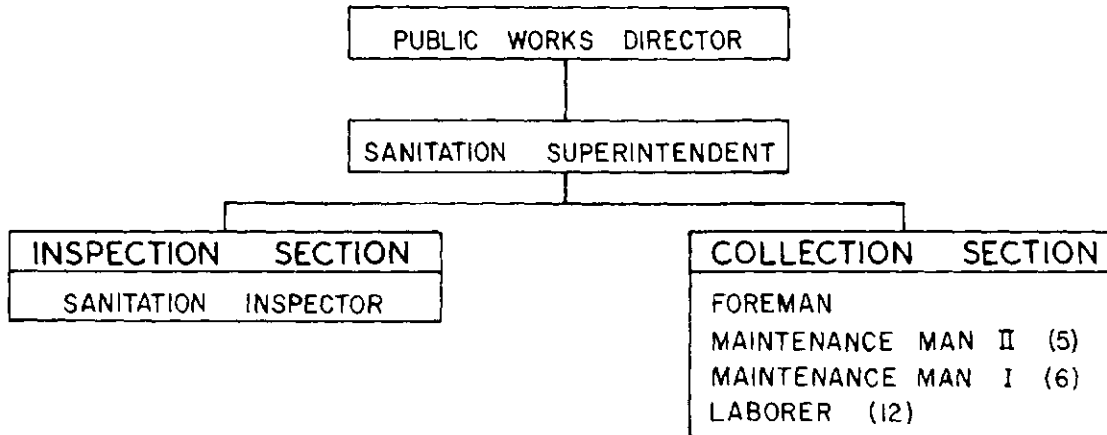 PUBLIC WORKS DIRECTOR
SANITATION SUPERINTENDENT
INSPECTION SECTION
SANITATION INSPECTOR
COLLECTION SECTION
FOREMAN
MAINTENANCE MAN II (5)
MAINTENANCE MAN I (6)
LABORER (12)